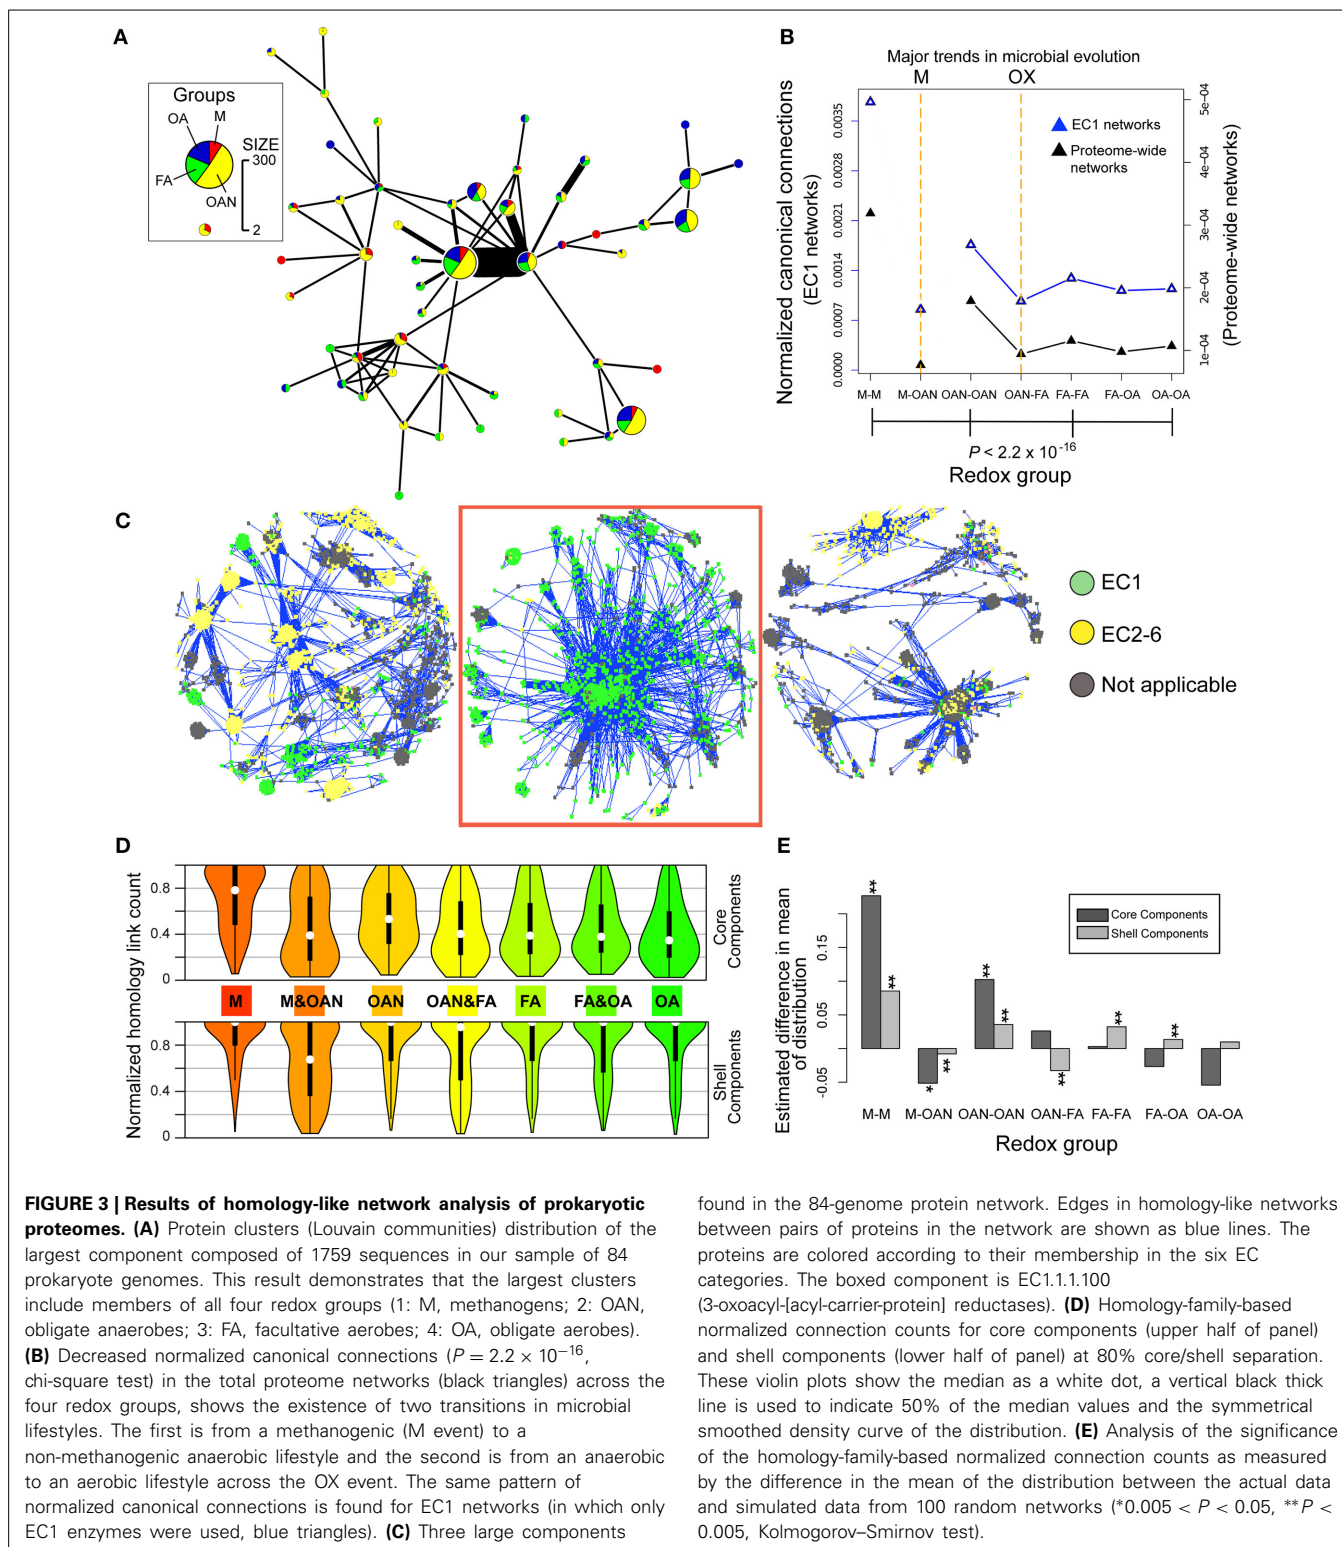 A
Groups
OA
M
SIZE
300
FA
OAN
2
B
Major trends in microbial evolution
M
OX
Normalized canonical connections
(EC1 networks)
0.0000
0.0007
0.0014
0.0021
0.0028
0.0035
EC1 networks
Proteome-wide
networks
5e−04
4e−04
3e−04
2e−04
1e−04
(Proteome-wide networks)
M-M
M-OAN
OAN-OAN
OAN-FA
FA-FA
FA-OA
OA-OA
P < 2.2 x 10-16
Redox group
C
EC1
EC2-6
Not applicable
D
Normalized homology link count
0.8
0.4
0
Core
Components
M
M&OAN
OAN
OAN&FA
FA
FA&OA
OA
0.8
0.4
0
Shell
Components
E
Estimated difference in mean
of distribution
0.15
0.05
-0.05
**
**
*
**
**
**
**
**
**
Core Components
Shell Components
M-M
M-OAN
OAN-OAN
OAN-FA
FA-FA
FA-OA
OA-OA
Redox group
FIGURE 3 | Results of homology-like network analysis of prokaryotic
proteomes. (A) Protein clusters (Louvain communities) distribution of the
largest component composed of 1759 sequences in our sample of 84
prokaryote genomes. This result demonstrates that the largest clusters
include members of all four redox groups (1: M, methanogens; 2: OAN,
obligate anaerobes; 3: FA, facultative aerobes; 4: OA, obligate aerobes).
(B) Decreased normalized canonical connections (P = 2.2 × 10−16,
chi-square test) in the total proteome networks (black triangles) across the
four redox groups, shows the existence of two transitions in microbial
lifestyles. The first is from a methanogenic (M event) to a
non-methanogenic anaerobic lifestyle and the second is from an anaerobic
to an aerobic lifestyle across the OX event. The same pattern of
normalized canonical connections is found for EC1 networks (in which only
EC1 enzymes were used, blue triangles). (C) Three large components
found in the 84-genome protein network. Edges in homology-like networks
between pairs of proteins in the network are shown as blue lines. The
proteins are colored according to their membership in the six EC
categories. The boxed component is EC1.1.1.100
(3-oxoacyl-[acyl-carrier-protein] reductases). (D) Homology-family-based
normalized connection counts for core components (upper half of panel)
and shell components (lower half of panel) at 80% core/shell separation.
These violin plots show the median as a white dot, a vertical black thick
line is used to indicate 50% of the median values and the symmetrical
smoothed density curve of the distribution. (E) Analysis of the significance
of the homology-family-based normalized connection counts as measured
by the difference in the mean of the distribution between the actual data
and simulated data from 100 random networks (*0.005 < P < 0.05, **P <
0.005, Kolmogorov–Smirnov test).